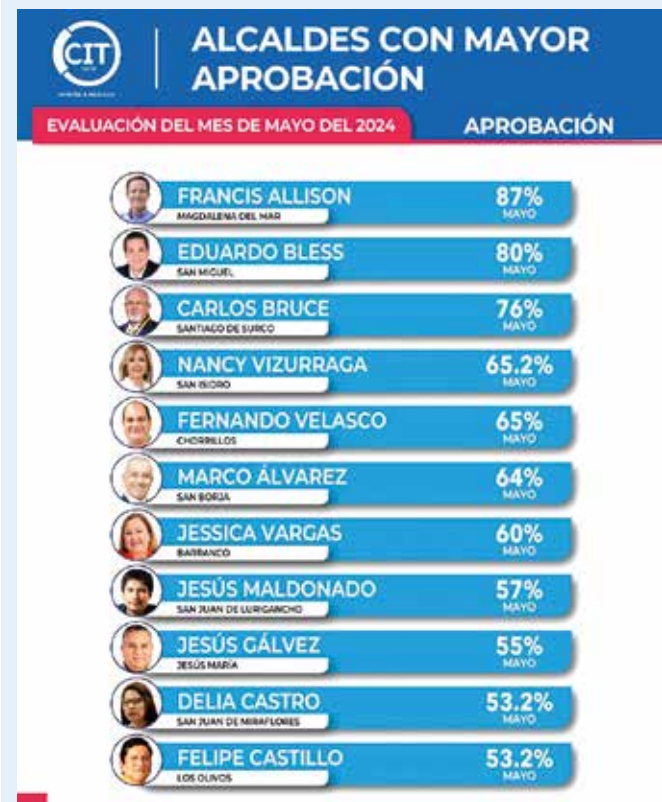 CIT
ALCALDES CON MAYOR
APROBACIÓN
EVALUACIÓN DEL MES DE MAYO DEL 2024 APROBACIÓN
FRANCIS ALLISON 87%
MAGDALENA DEL MAR MAYO
EDUARDO BLESS 80%
SAN MIGUEL MAYO
CARLOS BRUCE 76%
SANTIAGO DE SURCO MAYO
NANCY VIZURRAGA 65.2%
SAN ISIDRO MAYO
FERNANDO VELASCO 65%
CHORRILLOS MAYO
MARCO ÁLVAREZ 64%
SAN BORJA MAYO
JESSICA VARGAS 60%
BARRANCO MAYO
JESÚS MALDONADO 57%
SAN JUAN DE LURIGANCHO MAYO
JESÚS GÁLVEZ 55%
JESÚS MARÍA MAYO
DELIA CASTRO 53.2%
SAN JUAN DE MIRAFLORES MAYO
FELIPE CASTILLO 53.2%
LOS OLIVOS MAYO